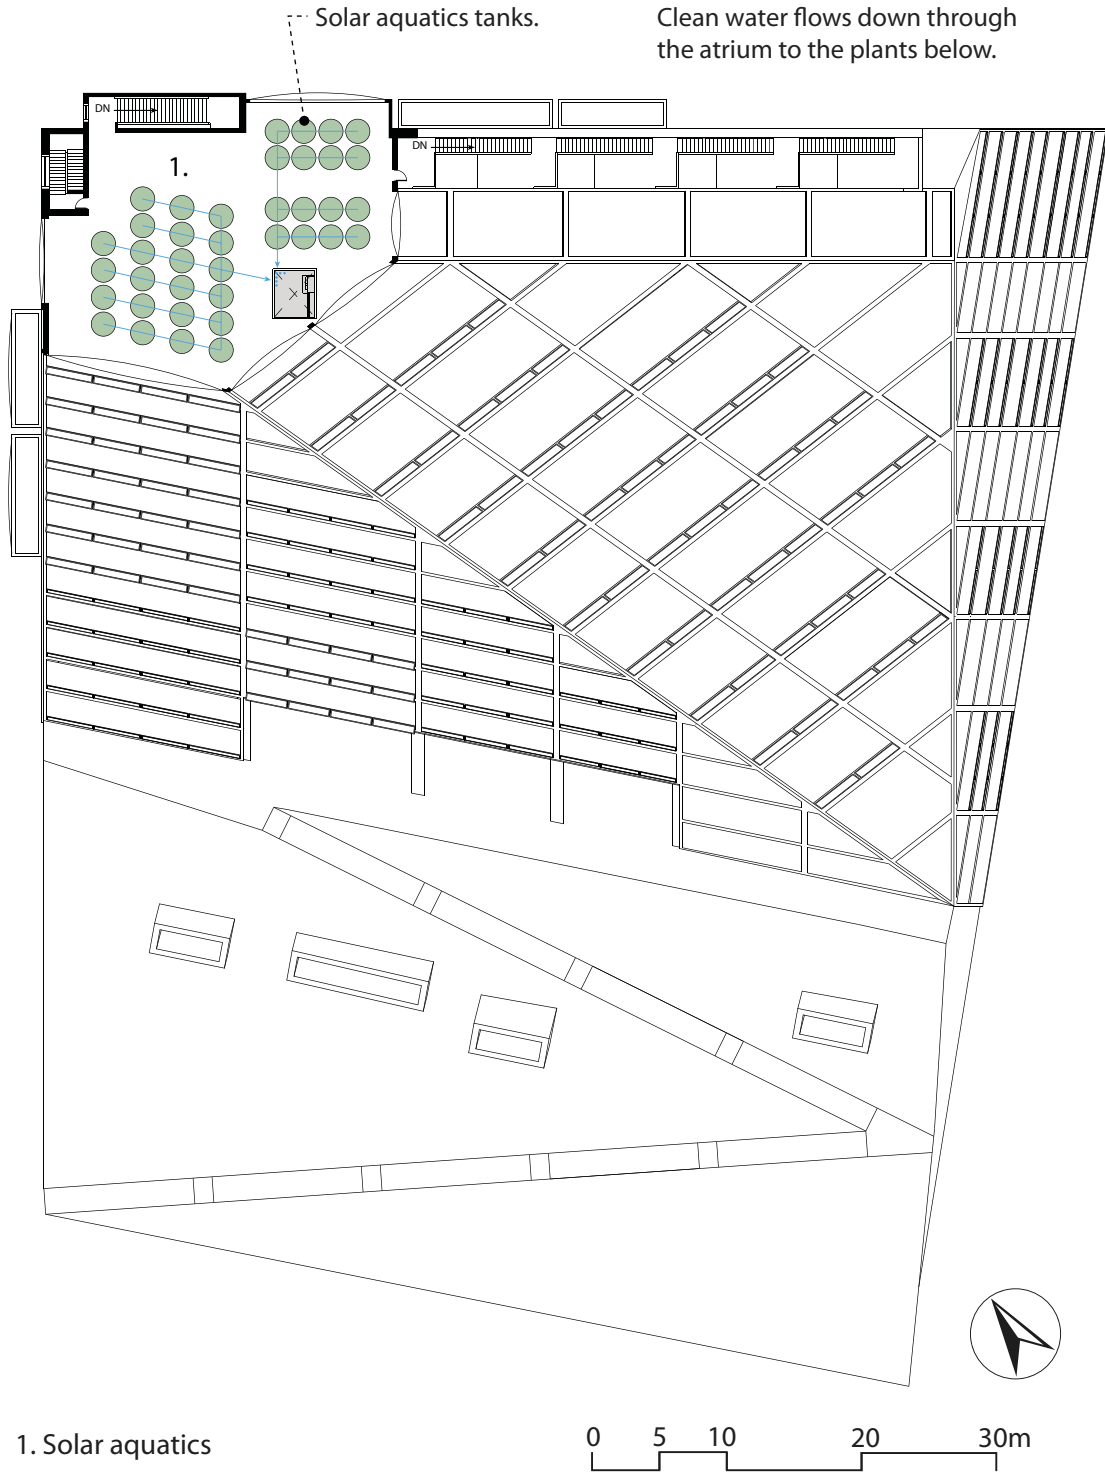 Solar aquatics tanks.
Clean water flows down through
the atrium to the plants below.
DN
DN
1.
1. Solar aquatics
0 5 10 20 30m